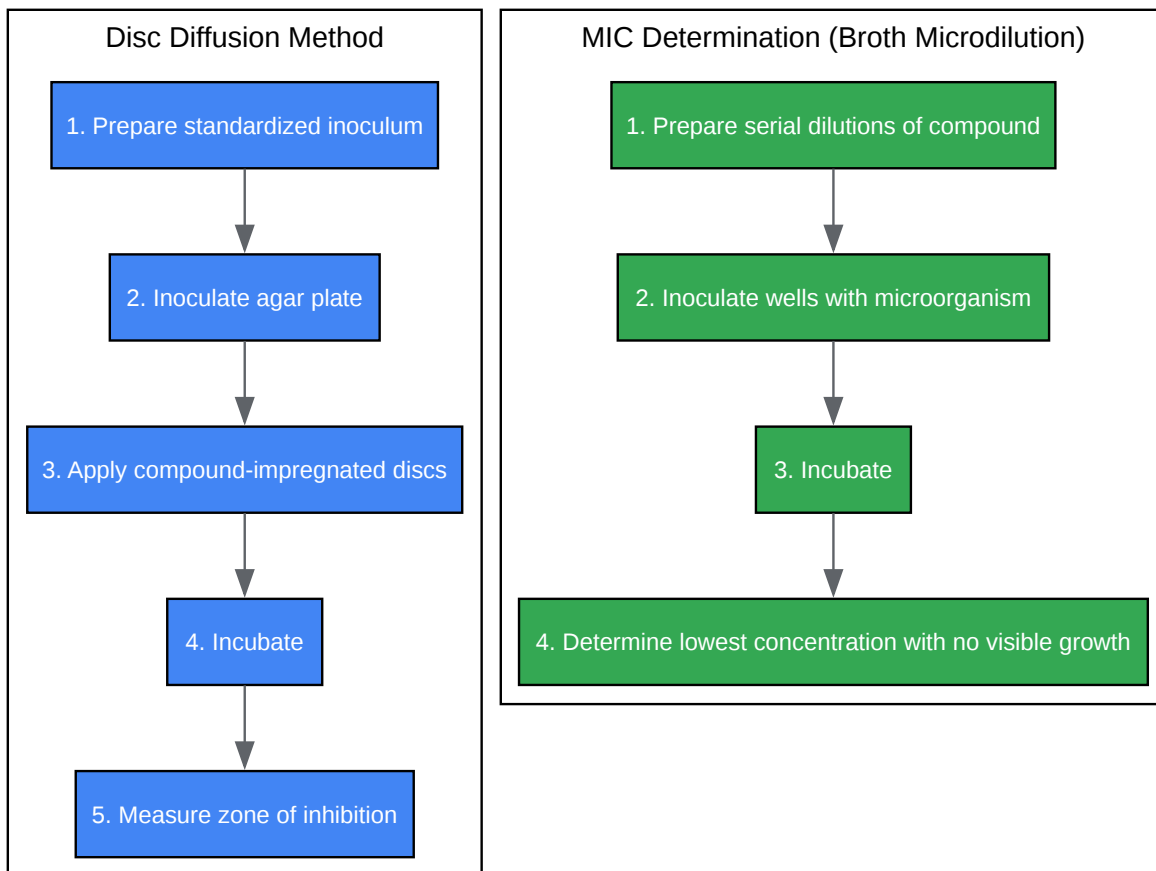 Disc Diffusion Method
1. Prepare standardized inoculum
2. Inoculate agar plate
3. Apply compound-impregnated discs
4. Incubate
5. Measure zone of inhibition
MIC Determination (Broth Microdilution)
1. Prepare serial dilutions of compound
2. Inoculate wells with microorganism
3. Incubate
4. Determine lowest concentration with no visible growth